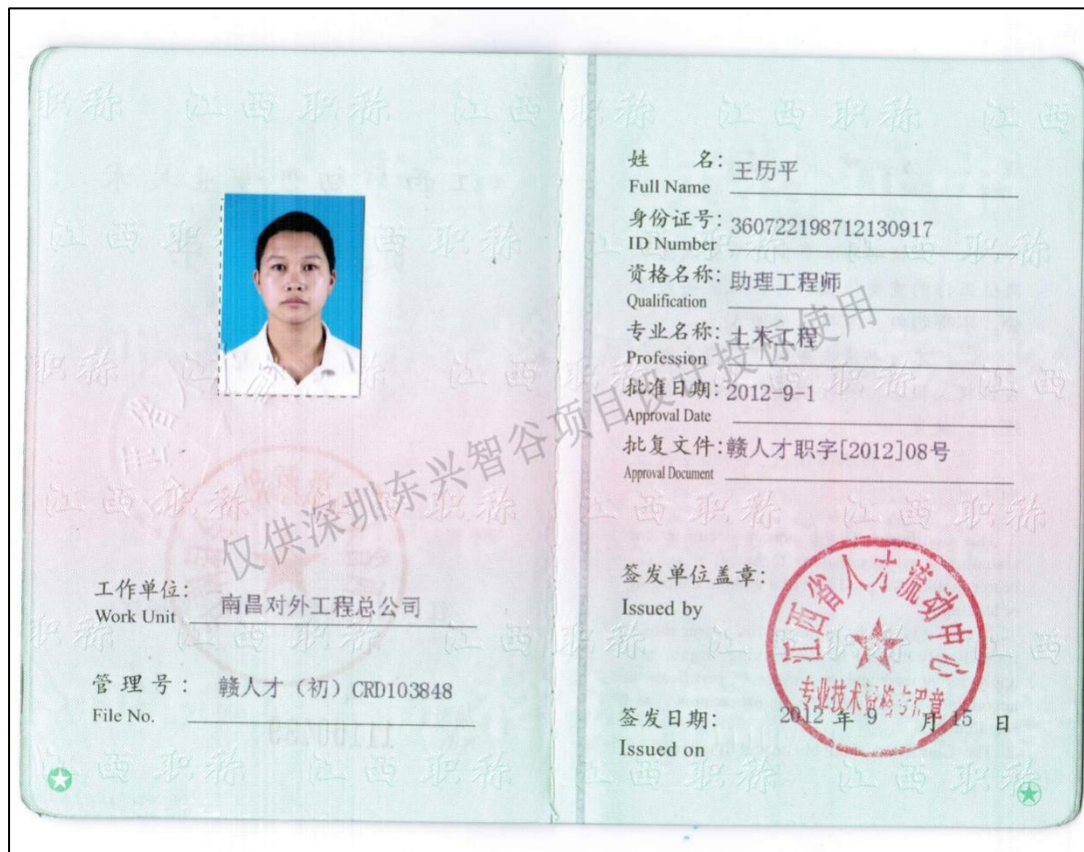 工作单位:
Work Unit
南昌对外工程总公司
管 理 号:
File No.
赣人才（初）CRD103848
姓 名:
Full Name
王历平
身份证号:
ID Number
360722198712130917
资格名称:
Qualification
助理工程师
专业名称:
Profession
土木工程
批准日期:
Approval Date
2012-9-1
批复文件:
Approval Document
赣人才职字[2012]08号
签发单位盖章:
Issued by
江西省人才流动中心
签发日期:
Issued on
2012 年 9 月 15 日
仅供深圳东兴智谷项目设计投标使用
江西职称